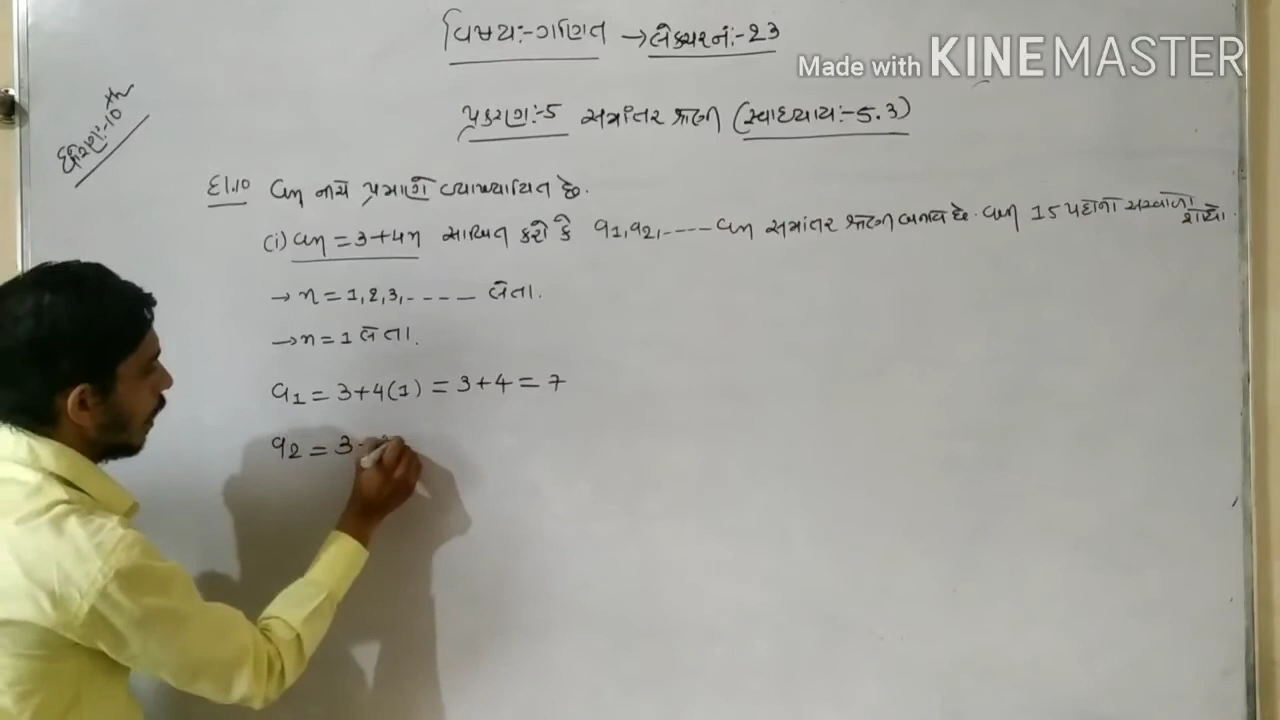 વિષય:-ગણિત → લેક્ચર નં:-23
Made with KINEMASTER
પ્રકરણ:-5 સમાંતર શ્રેણી (સ્વાધ્યાય:-5.3)
ધોરણ:-10th
દા.10 an નીચે પ્રમાણે વ્યાખ્યાયિત છે.
(i) an = 3+4n સાબિત કરો કે a1, a2, ---- an સમાંતર શ્રેણી બનાવે છે. an 15 પદોનો સરવાળો શોધો.
→ n = 1, 2, 3, ---- લેતા.
→ n = 1 લેતા.
a1 = 3+4(1) = 3+4 = 7
a2 = 3